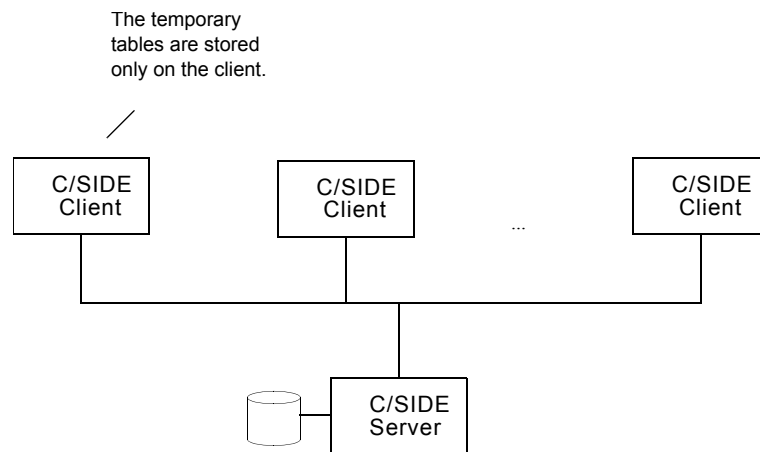 The temporary
tables are stored
only on the client.
C/SIDE
Client
C/SIDE
Client
...
C/SIDE
Client
C/SIDE
Server